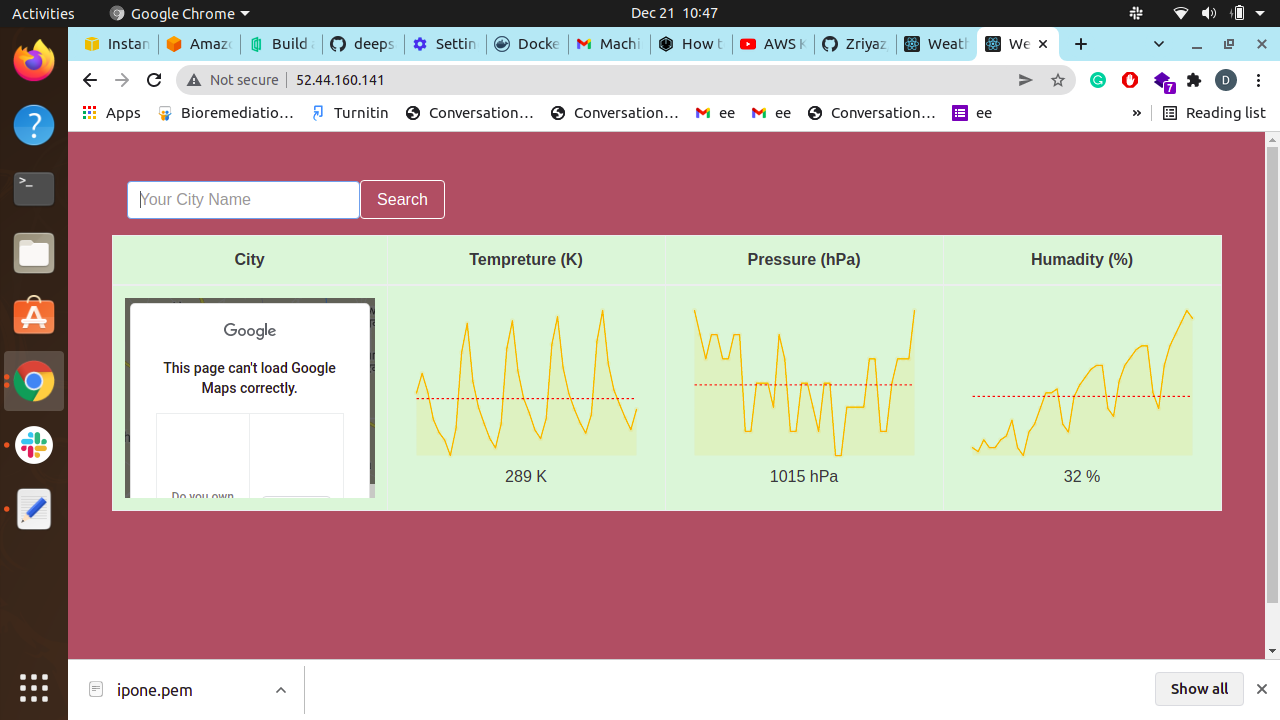 Activities
Google Chrome
Dec 21 10:47
Instan
Amazo
Build a
deeps
Settin
Docke
Machi
How t
AWS K
Zriyaz
Weath
We
Not secure
52.44.160.141
D
7
Apps
Bioremediatio…
Turnitin
Conversation…
Conversation…
ee
ee
Conversation…
ee
»
Reading list
Your City Name
Search
City
Tempreture (K)
Pressure (hPa)
Humadity (%)
Google
This page can't load Google
Maps correctly.
Do you own
289 K
1015 hPa
32 %
ipone.pem
Show all